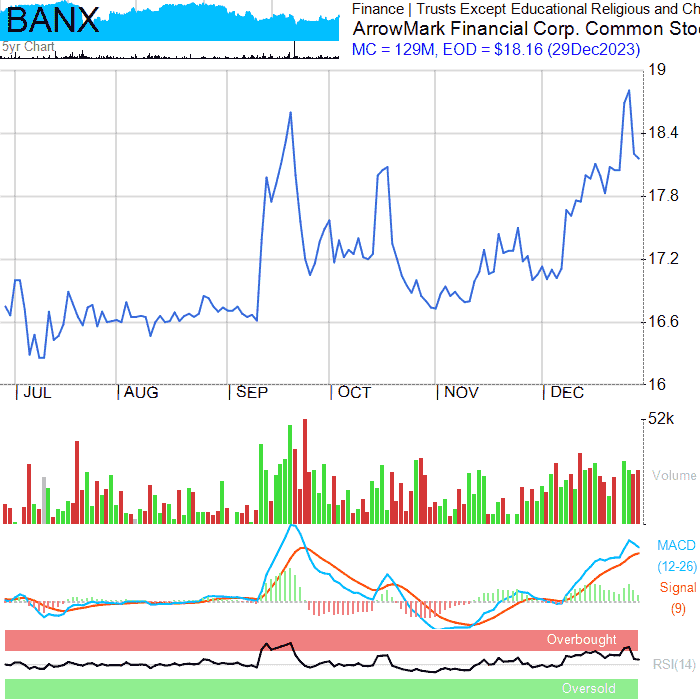 BANX
5yr Chart
Finance | Trusts Except Educational Religious and Ch
ArrowMark Financial Corp. Common Sto
MC = 129M, EOD = $18.16 (29Dec2023)
19
18.4
17.8
17.2
16.6
16
| JUL | AUG | SEP | OCT | NOV | DEC
52k
Volume
MACD
(12-26)
Signal
(9)
Overbought
RSI(14)
Oversold